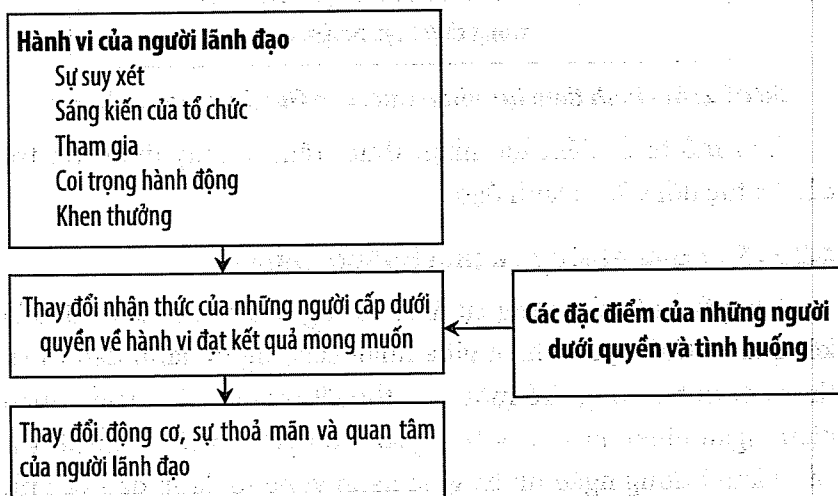 Hành vi của người lãnh đạo
Sự suy xét
Sáng kiến của tổ chức
Tham gia
Coi trọng hành động
Khen thưởng
Thay đổi nhận thức của những người cấp dưới
quyền về hành vi đạt kết quả mong muốn
Các đặc điểm của những người
dưới quyền và tình huống
Thay đổi động cơ, sự thoả mãn và quan tâm
của người lãnh đạo